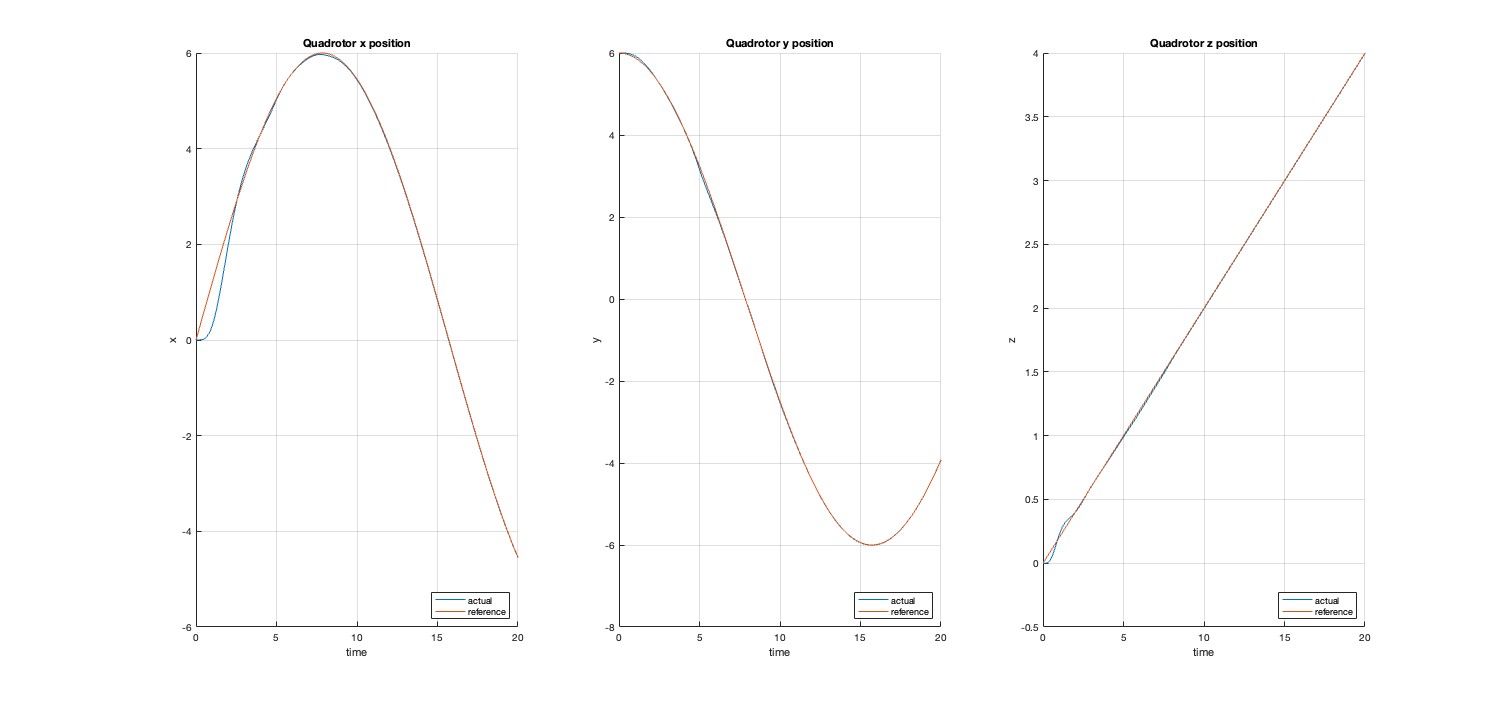 Quadrotor x position
6
4
2
0
-2
-4
-6
x
0 5 10 15 20
time
actual
reference
Quadrotor y position
6
4
2
0
-2
-4
-6
-8
y
0 5 10 15 20
time
actual
reference
Quadrotor z position
4
3.5
3
2.5
2
1.5
1
0.5
0
-0.5
z
0 5 10 15 20
time
actual
reference